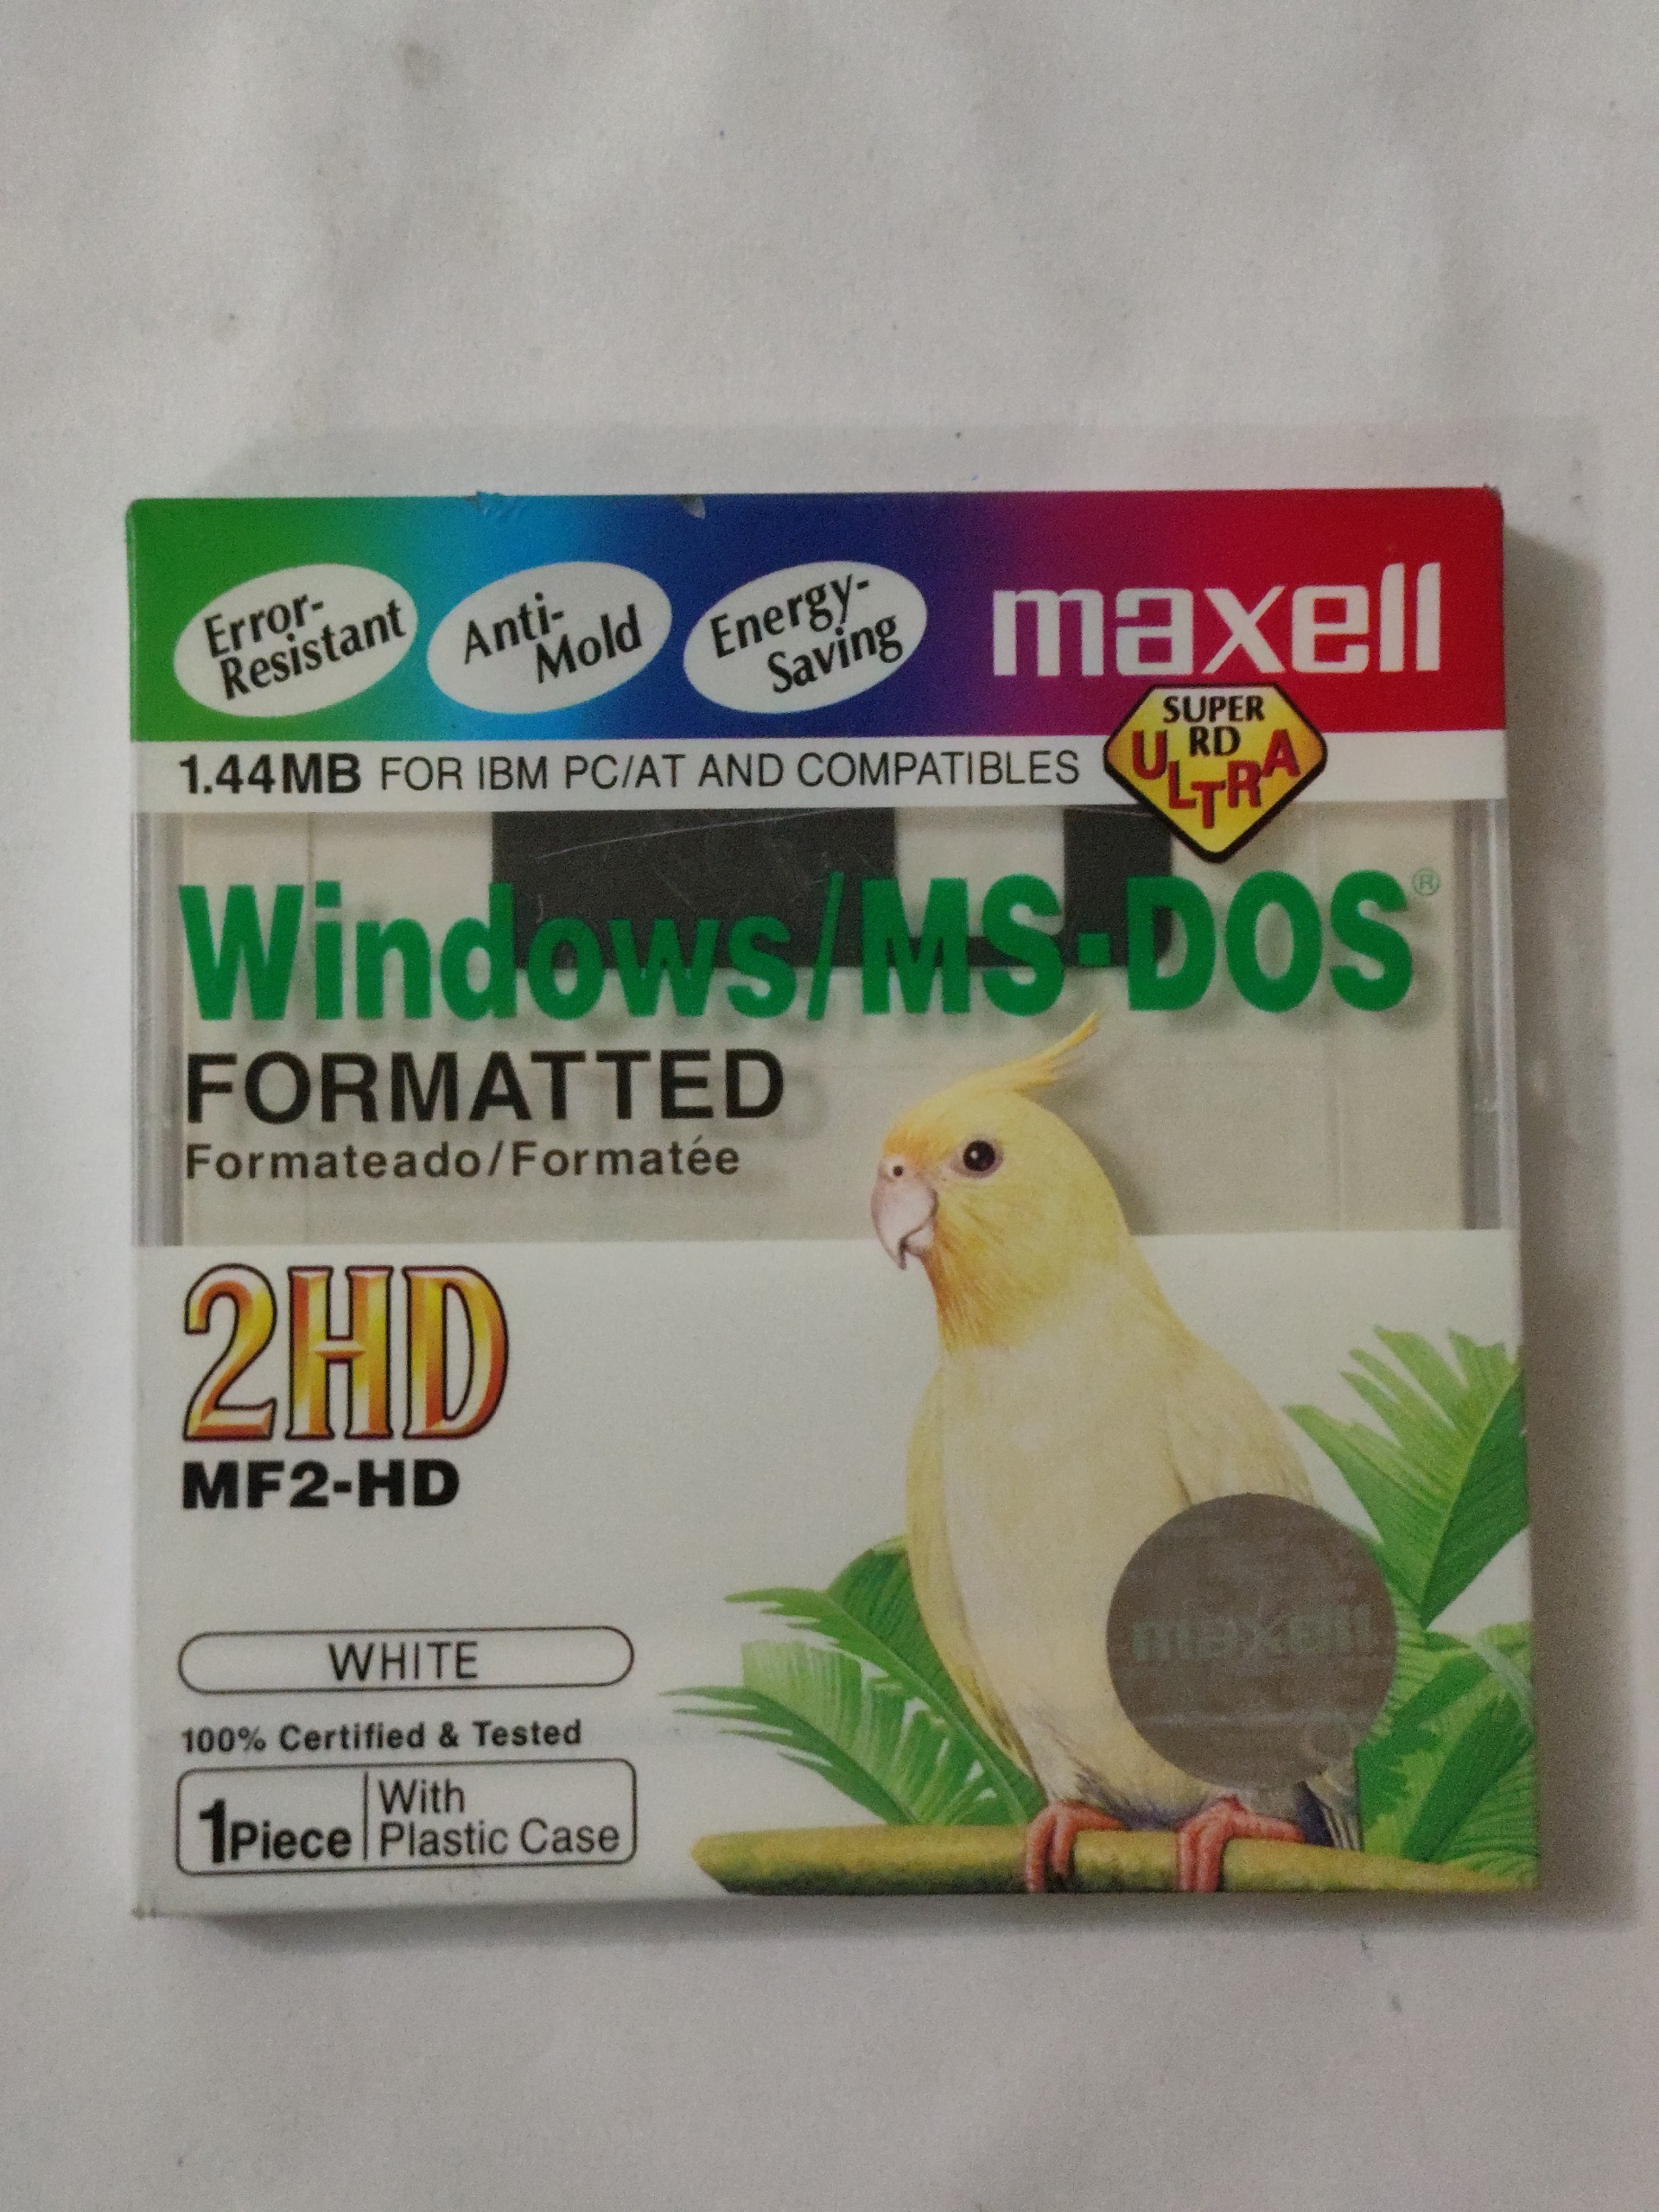 Error-
Resistant
Anti-
Mold
Energy-
Saving
maxell
SUPER
RD
ULTRA
1.44MB FOR IBM PC/AT AND COMPATIBLES
Windows/MS-DOS®
FORMATTED
Formateado/Formatée
2HD
MF2-HD
maxell
WHITE
100% Certified & Tested
1Piece
With
Plastic Case